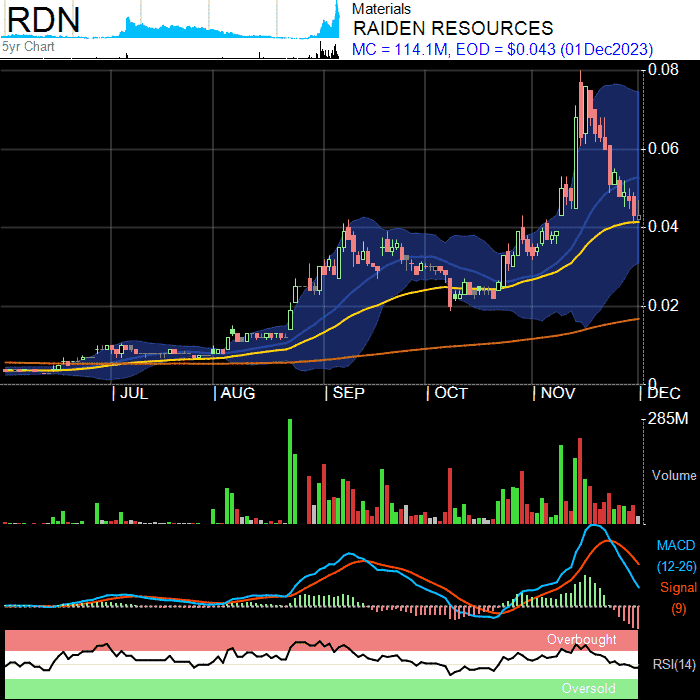 RDN
5yr Chart
Materials
RAIDEN RESOURCES
MC = 114.1M, EOD = $0.043 (01Dec2023)
0.08
0.06
0.04
0.02
0
| JUL | AUG | SEP | OCT | NOV | DEC
285M
Volume
MACD
(12-26)
Signal
(9)
Overbought
RSI(14)
Oversold